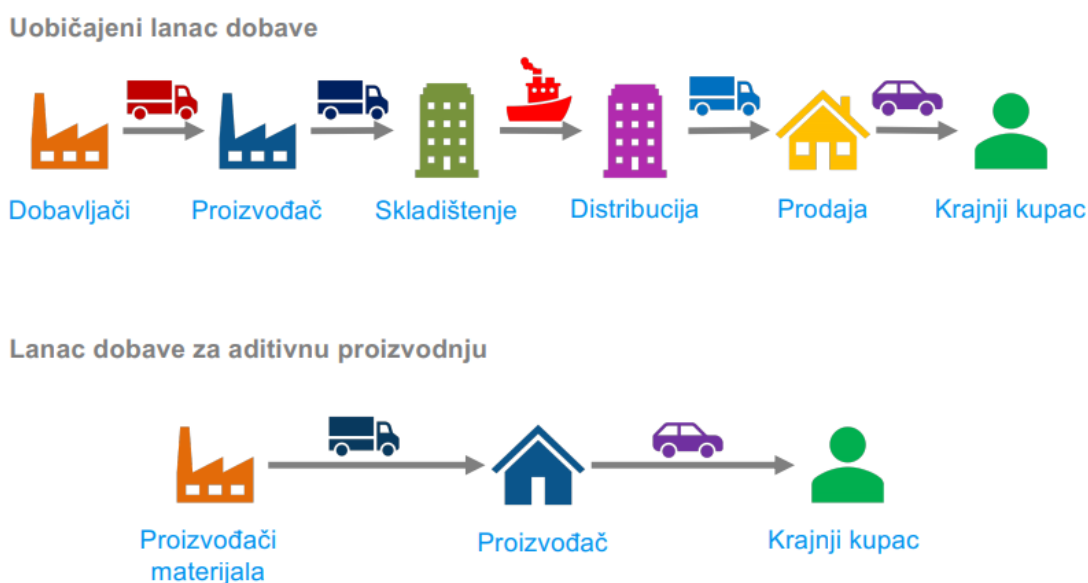 Uobičajeni lanac dobave
Dobavljači Proizvođač Skladištenje Distribucija Prodaja Krajnji kupac
Lanac dobave za aditivnu proizvodnju
Proizvođači
materijala
Proizvođač
Krajnji kupac